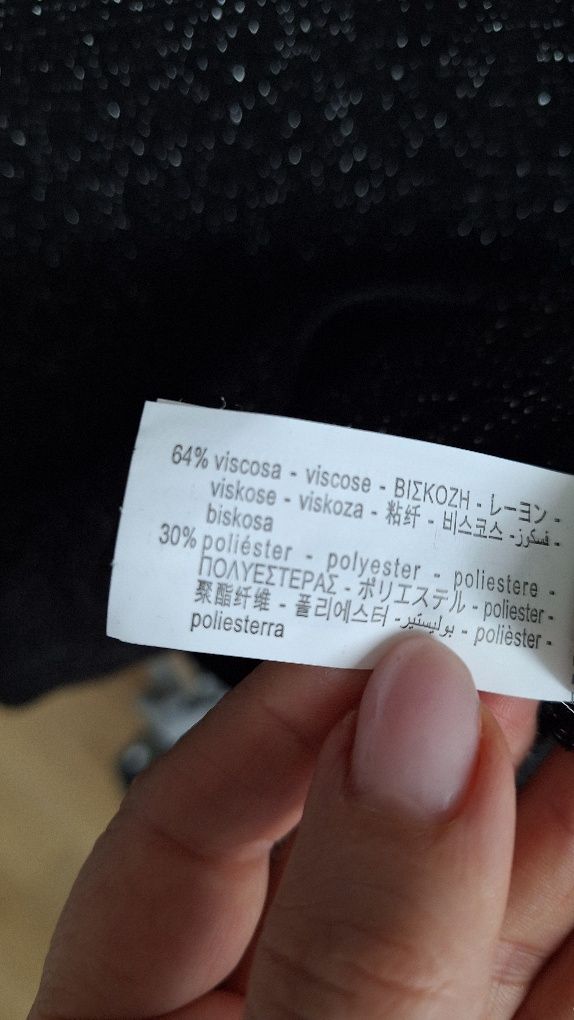 64% viscosa - viscose - ΒΙΣΚΟΖΗ - レーヨン -
viskose - viskoza - 粘纤 - 비스코스 - فسكوز -
biskosa
30% poliéster - polyester - poliestere -
ΠΟΛΥΕΣΤΕΡΑΣ - ポリエステル - poliester -
聚酯纤维 - 폴리에스터 - بوليستير - polièster -
poliesterra